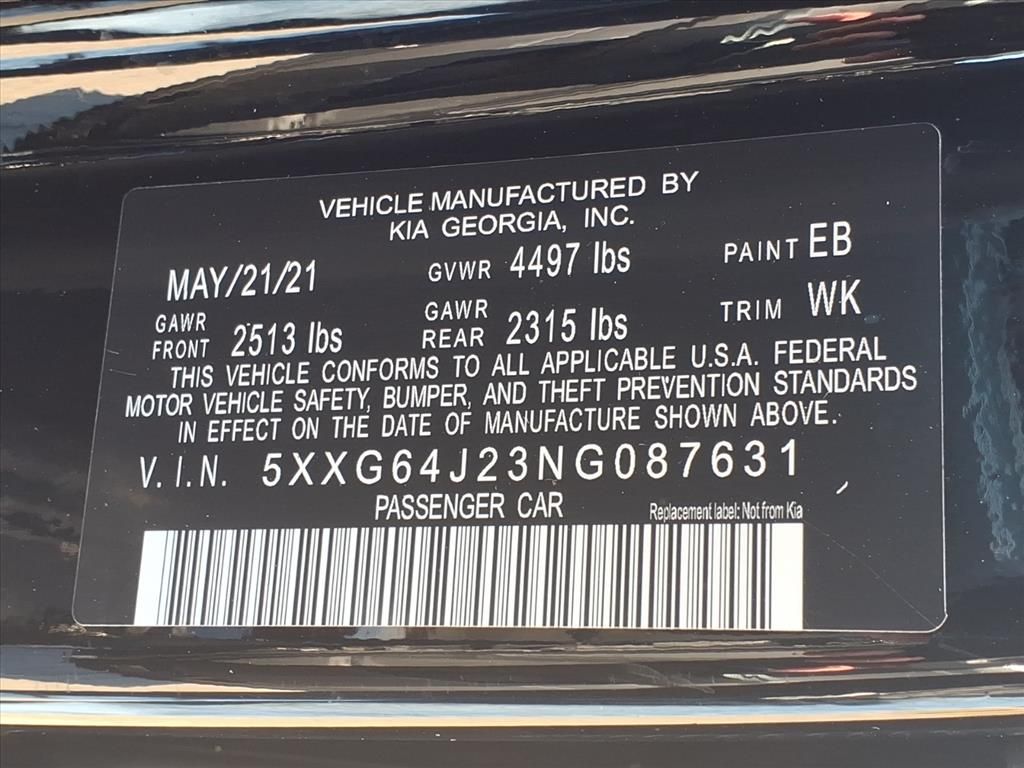 VEHICLE MANUFACTURED BY
KIA GEORGIA, INC.
MAY/21/21 GVWR 4497 lbs PAINT EB
GAWR FRONT 2513 lbs GAWR REAR 2315 lbs TRIM WK
THIS VEHICLE CONFORMS TO ALL APPLICABLE U.S.A. FEDERAL
MOTOR VEHICLE SAFETY, BUMPER, AND THEFT PREVENTION STANDARDS
IN EFFECT ON THE DATE OF MANUFACTURE SHOWN ABOVE.
V.I.N. 5XXG64J23NG087631
PASSENGER CAR
Replacement label: Not from Kia